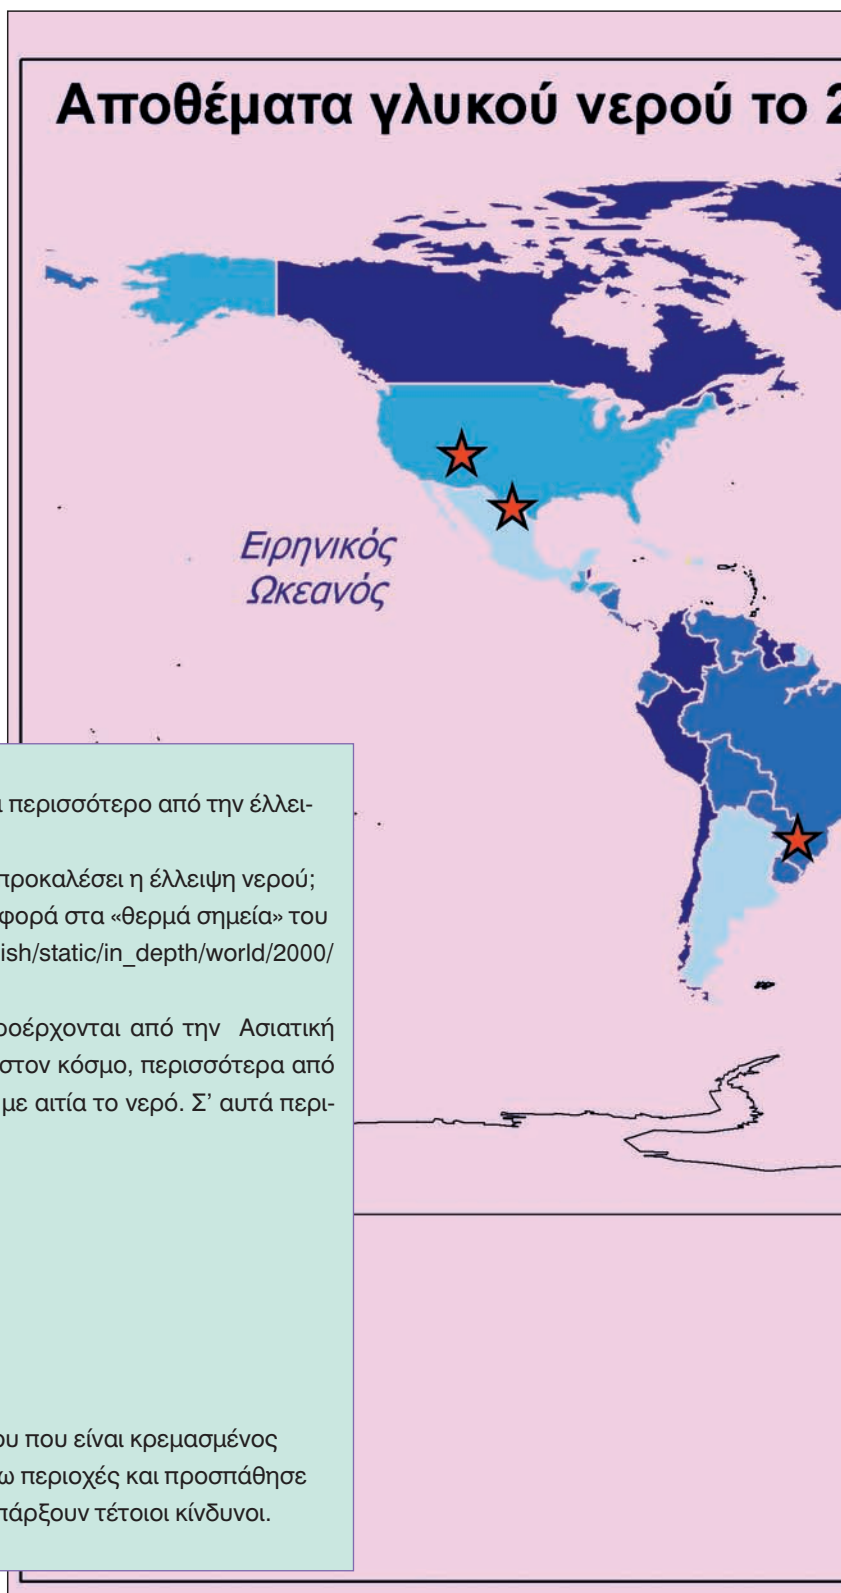 Αποθέματα γλυκού νερού το 2
Ειρηνικός
Ωκεανός
περισσότερο από την έλλει-
προκαλέσει η έλλειψη νερού;
φορά στα «θερμά σημεία» του
ish/static/in_depth/world/2000/
ροέρχονται από την Ασιατική
στον κόσμο, περισσότερα από
με αιτία το νερό. Σ’ αυτά περι-
ου που είναι κρεμασμένος
ω περιοχές και προσπάθησε
πάρξουν τέτοιοι κίνδυνοι.